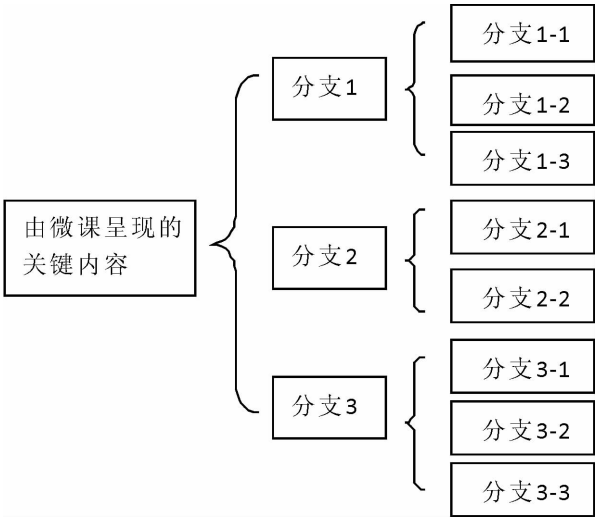 由微课呈现的
关键内容
分支1
分支1-1
分支1-2
分支1-3
分支2
分支2-1
分支2-2
分支3
分支3-1
分支3-2
分支3-3